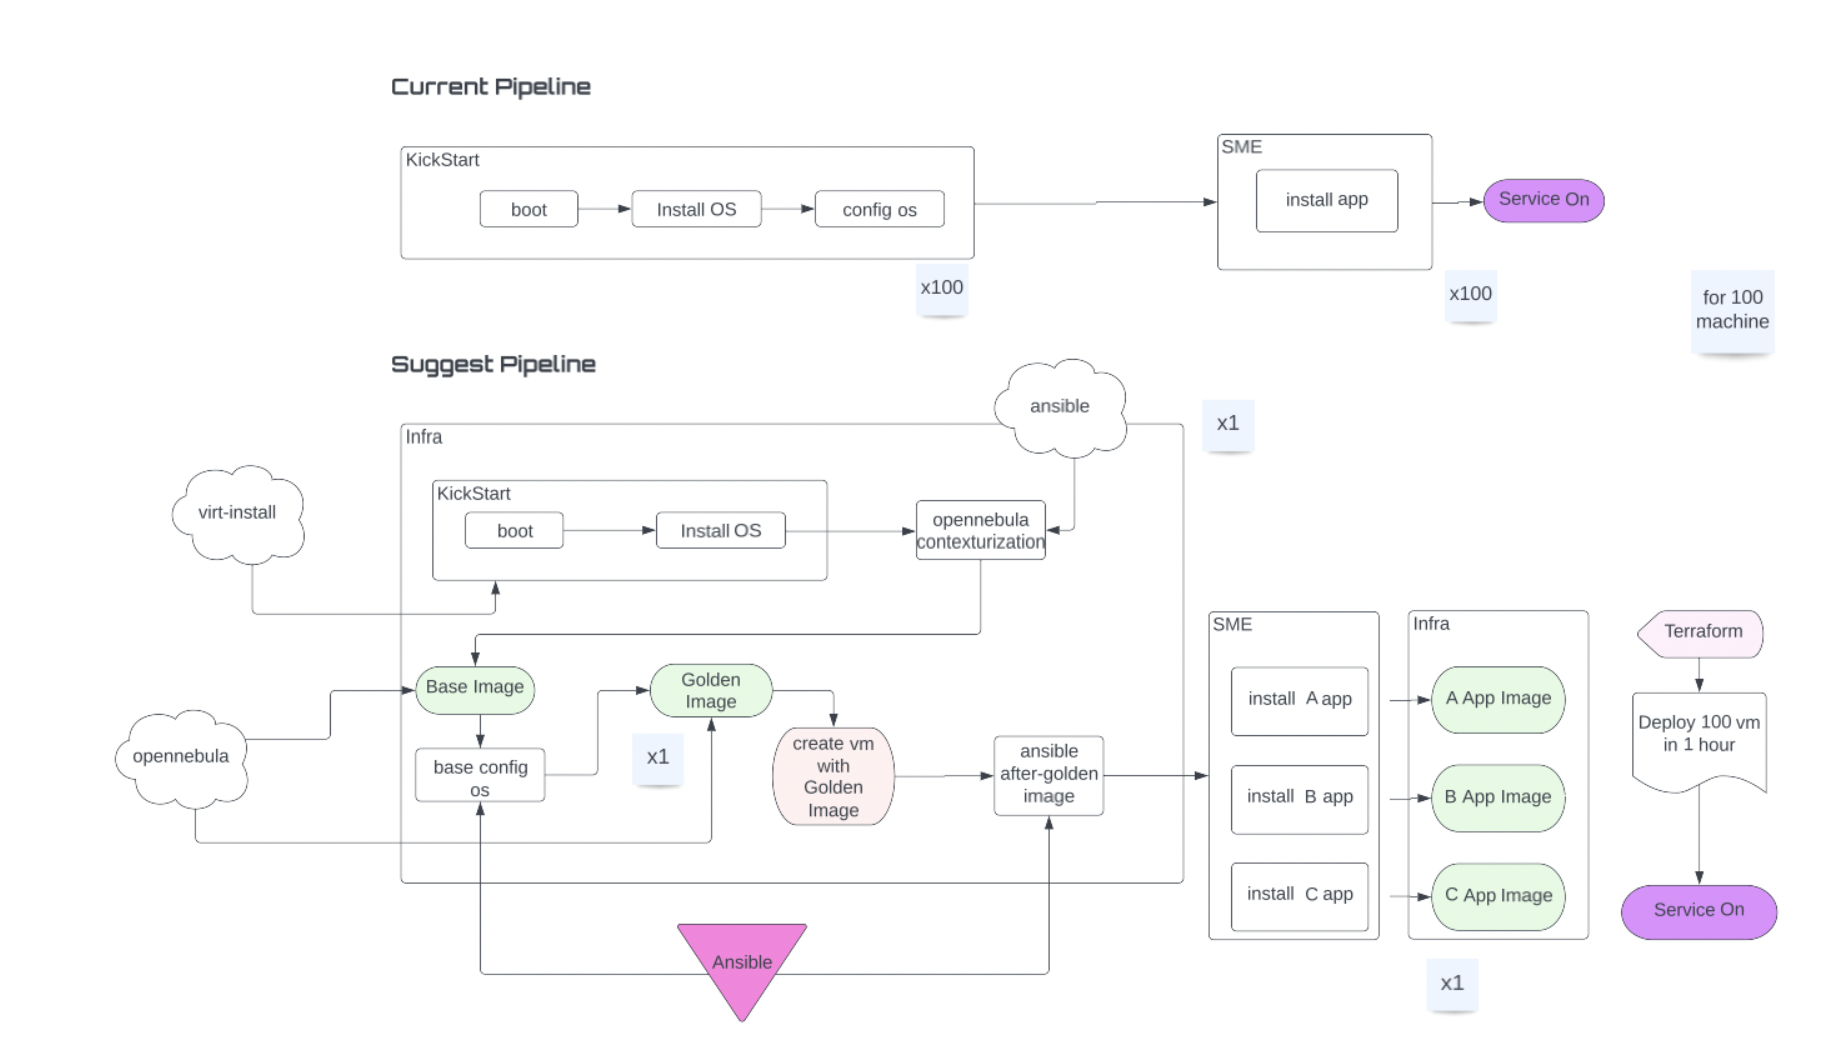 Current Pipeline
KickStart
boot
Install OS
config os
x100
SME
install app
Service On
x100
for 100
machine
Suggest Pipeline
ansible
x1
Infra
virt-install
KickStart
boot
Install OS
opennebula
contexturization
opennebula
Base Image
Golden
Image
base config
os
x1
create vm
with
Golden
Image
ansible
after-golden
image
Ansible
SME
install A app
install B app
install C app
Infra
A App Image
B App Image
C App Image
x1
Terraform
Deploy 100 vm
in 1 hour
Service On